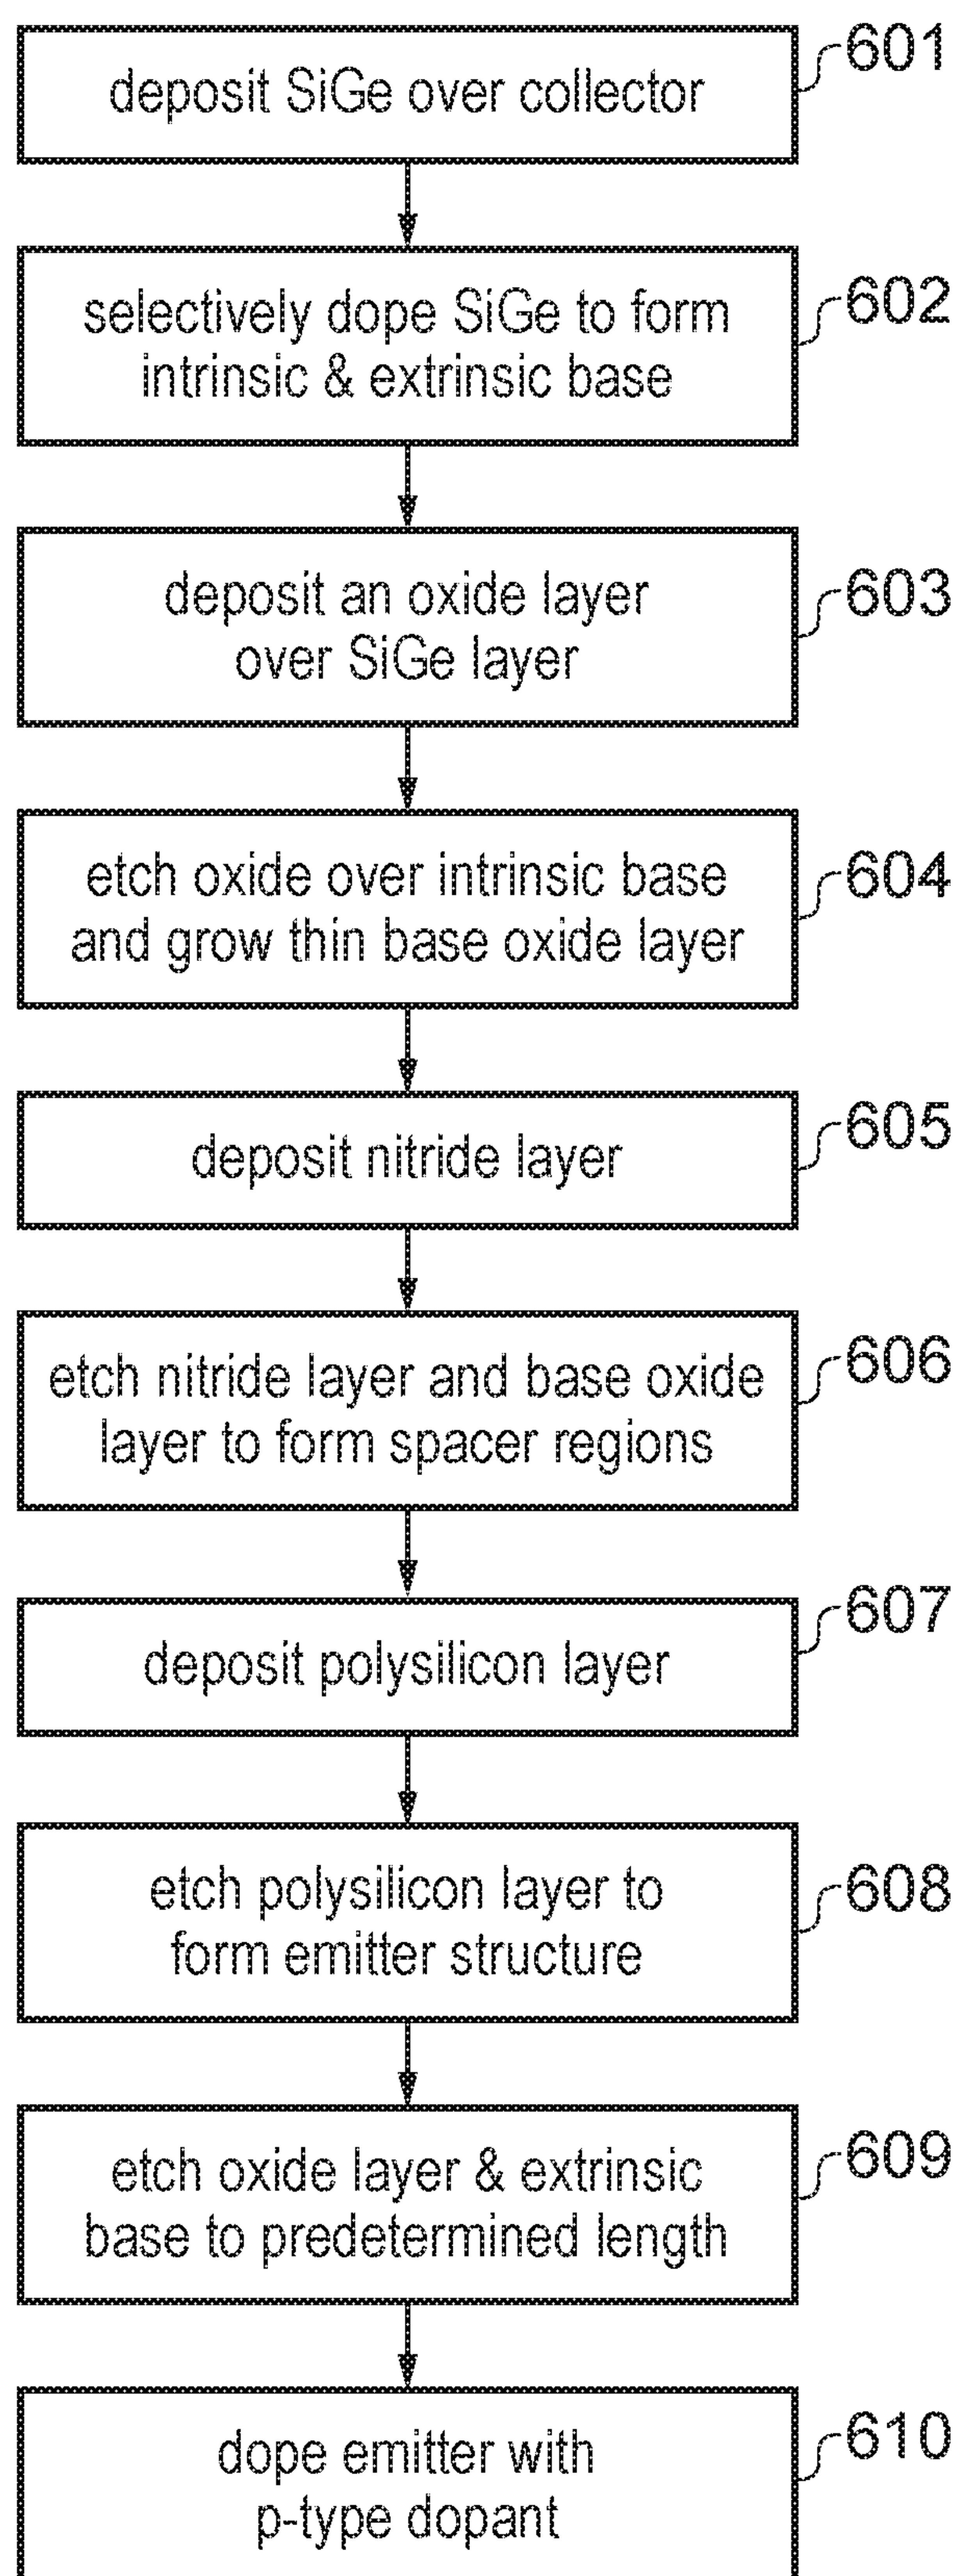 deposit SiGe over collector
601
selectively dope SiGe to form
intrinsic & extrinsic base
602
deposit an oxide layer
over SiGe layer
603
etch oxide over intrinsic base
and grow thin base oxide layer
604
deposit nitride layer
605
etch nitride layer and base oxide
layer to form spacer regions
606
deposit polysilicon layer
607
etch polysilicon layer to
form emitter structure
608
etch oxide layer & extrinsic
base to predetermined length
609
dope emitter with
p-type dopant
610